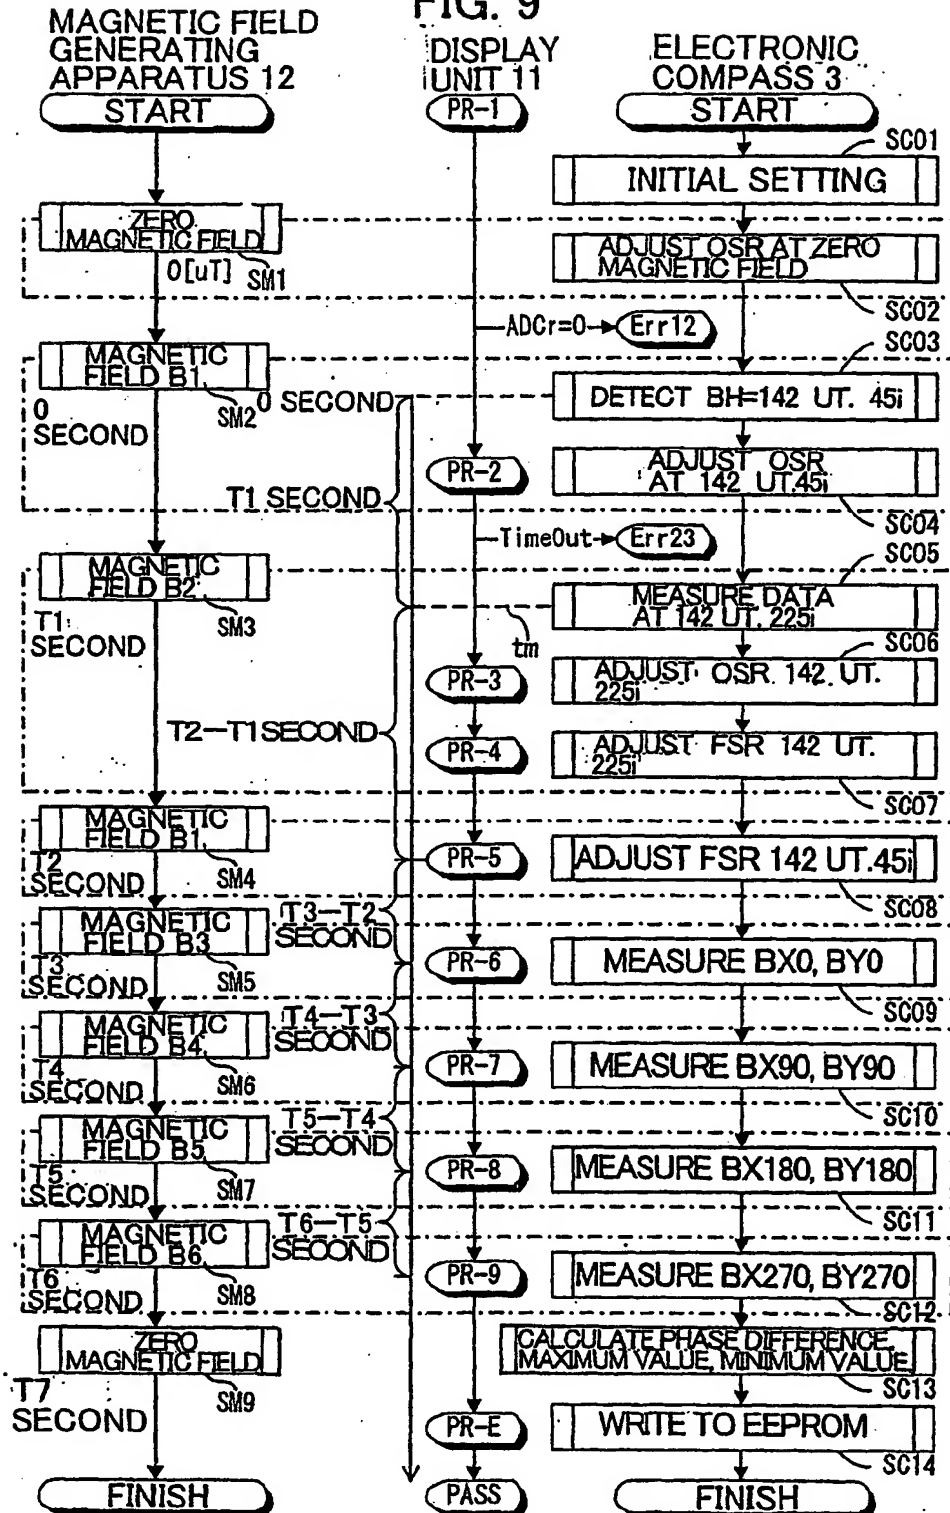 FIG. 9
MAGNETIC FIELD
GENERATING
APPARATUS 12
START
ZERO
MAGNETIC FIELD
0[uT]
SM1
MAGNETIC
FIELD B1
SM2
0
SECOND
MAGNETIC
FIELD B2
SM3
T1
SECOND
MAGNETIC
FIELD B1
SM4
T2
SECOND
MAGNETIC
FIELD B3
SM5
T3
SECOND
MAGNETIC
FIELD B4
SM6
T4
SECOND
MAGNETIC
FIELD B5
SM7
T5
SECOND
MAGNETIC
FIELD B6
SM8
T6
SECOND
ZERO
MAGNETIC FIELD
SM9
T7
SECOND
FINISH
0 SECOND
T1 SECOND
T2-T1 SECOND
T3-T2
SECOND
T4-T3
SECOND
T5-T4
SECOND
T6-T5
SECOND
DISPLAY
UNIT 11
PR-1
ADCr=0
Err12
PR-2
TimeOut
Err23
tm
PR-3
PR-4
PR-5
PR-6
PR-7
PR-8
PR-9
PR-E
PASS
ELECTRONIC
COMPASS 3
START
SC01
INITIAL SETTING
ADJUST OSR AT ZERO
MAGNETIC FIELD
SC02
SC03
DETECT BH=142 UT. 45i
ADJUST OSR
AT 142 UT.45i
SC04
SC05
MEASURE DATA
AT 142 UT. 225i
SC06
ADJUST OSR 142 UT.
225i
ADJUST FSR 142 UT.
225i
SC07
ADJUST FSR 142 UT.45i
SC08
MEASURE BX0, BY0
SC09
MEASURE BX90, BY90
SC10
MEASURE BX180, BY180
SC11
MEASURE BX270, BY270
SC12
CALCULATE PHASE DIFFERENCE,
MAXIMUM VALUE, MINIMUM VALUE
SC13
WRITE TO EEPROM
SC14
FINISH